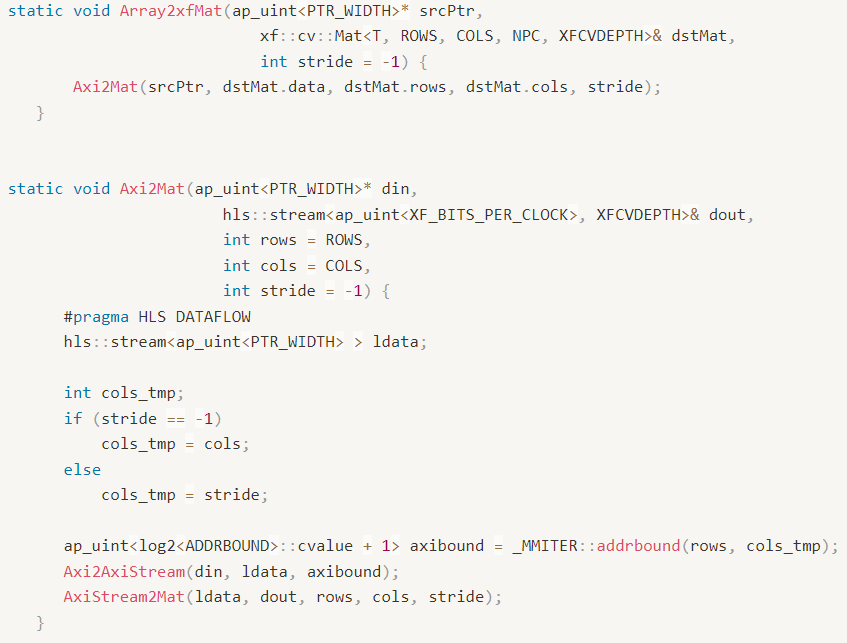 static void Array2xfMat(ap_uint<PTR_WIDTH>* srcPtr,
xf::cv::Mat<T, ROWS, COLS, NPC, XFCVDEPTH>& dstMat,
int stride = -1) {
Axi2Mat(srcPtr, dstMat.data, dstMat.rows, dstMat.cols, stride);
}
static void Axi2Mat(ap_uint<PTR_WIDTH>* din,
hls::stream<ap_uint<XF_BITS_PER_CLOCK>, XFCVDEPTH>& dout,
int rows = ROWS,
int cols = COLS,
int stride = -1) {
#pragma HLS DATAFLOW
hls::stream<ap_uint<PTR_WIDTH> > ldata;
int cols_tmp;
if (stride == -1)
cols_tmp = cols;
else
cols_tmp = stride;
ap_uint<log2<ADDRBOUND>::cvalue + 1> axibound = _MMITER::addrbound(rows, cols_tmp);
Axi2AxiStream(din, ldata, axibound);
AxiStream2Mat(ldata, dout, rows, cols, stride);
}